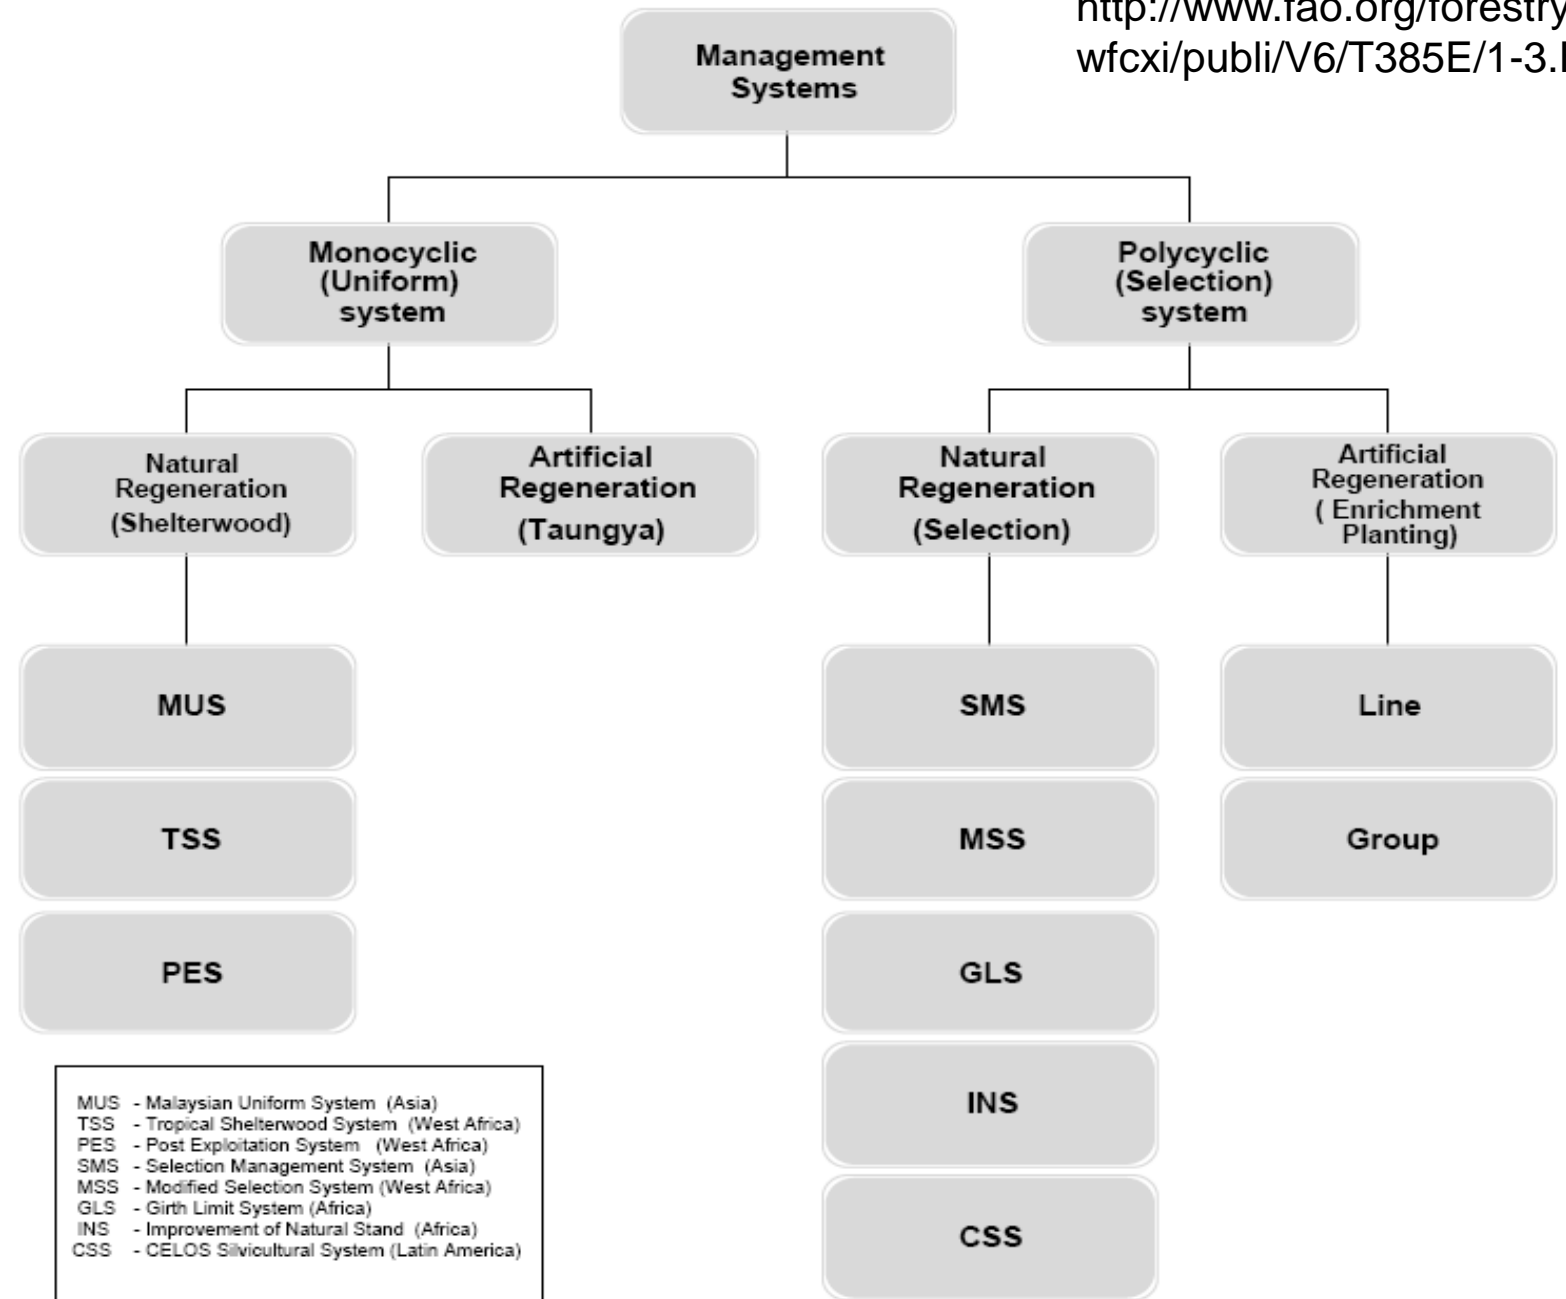 http://www.fao.org/forestry
wfcxi/publi/V6/T385E/1-3.
Management
Systems
Monocyclic
(Uniform)
system
Polycyclic
(Selection)
system
Natural
Regeneration
(Shelterwood)
Artificial
Regeneration
(Taungya)
Natural
Regeneration
(Selection)
Artificial
Regeneration
( Enrichment
Planting)
MUS
SMS
Line
TSS
MSS
Group
PES
GLS
INS
CSS
MUS - Malaysian Uniform System (Asia)
TSS - Tropical Shelterwood System (West Africa)
PES - Post Exploitation System (West Africa)
SMS - Selection Management System (Asia)
MSS - Modified Selection System (West Africa)
GLS - Girth Limit System (Africa)
INS - Improvement of Natural Stand (Africa)
CSS - CELOS Silvicultural System (Latin America)